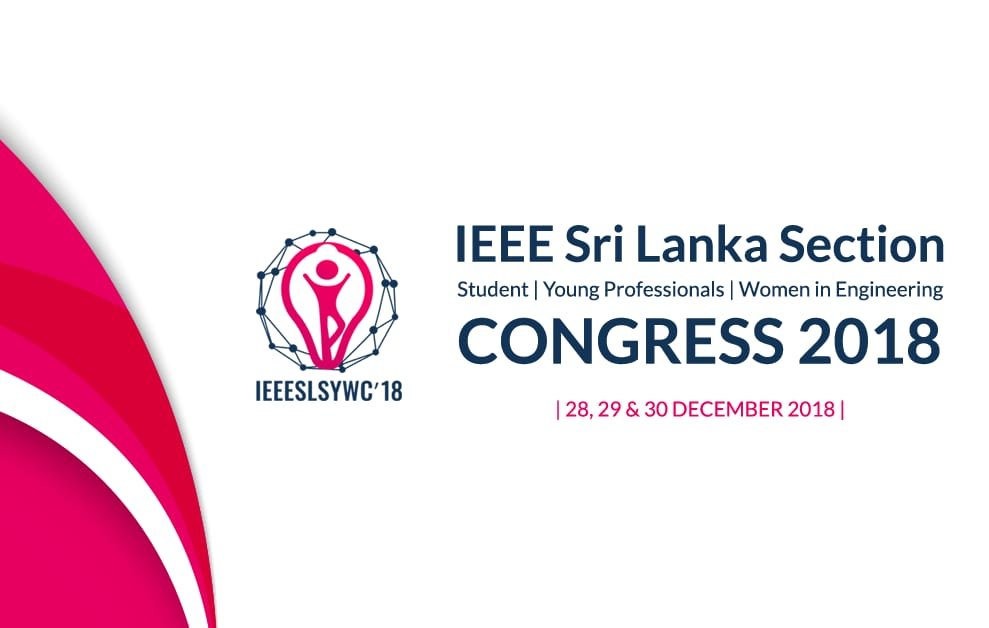 IEEE Sri Lanka Section
Student | Young Professionals | Women in Engineering
CONGRESS 2018
| 28, 29 & 30 DECEMBER 2018 |
IEEESLSYWC'18